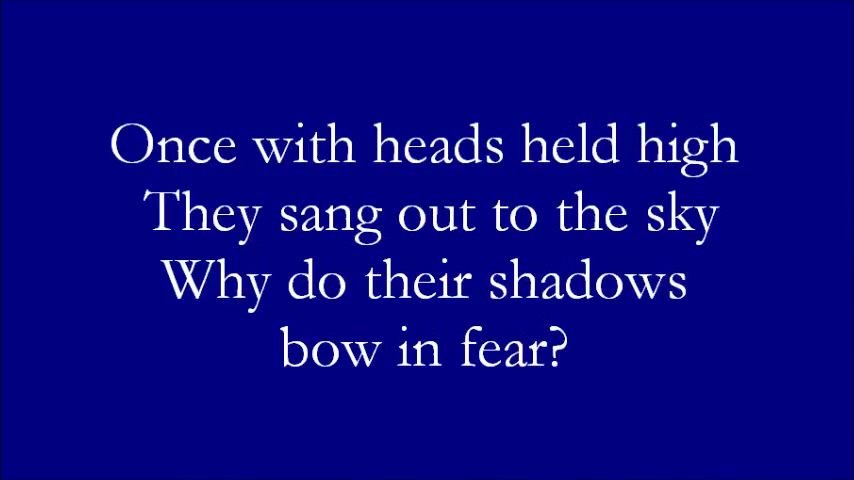 Once with heads held high
They sang out to the sky
Why do their shadows
bow in fear?